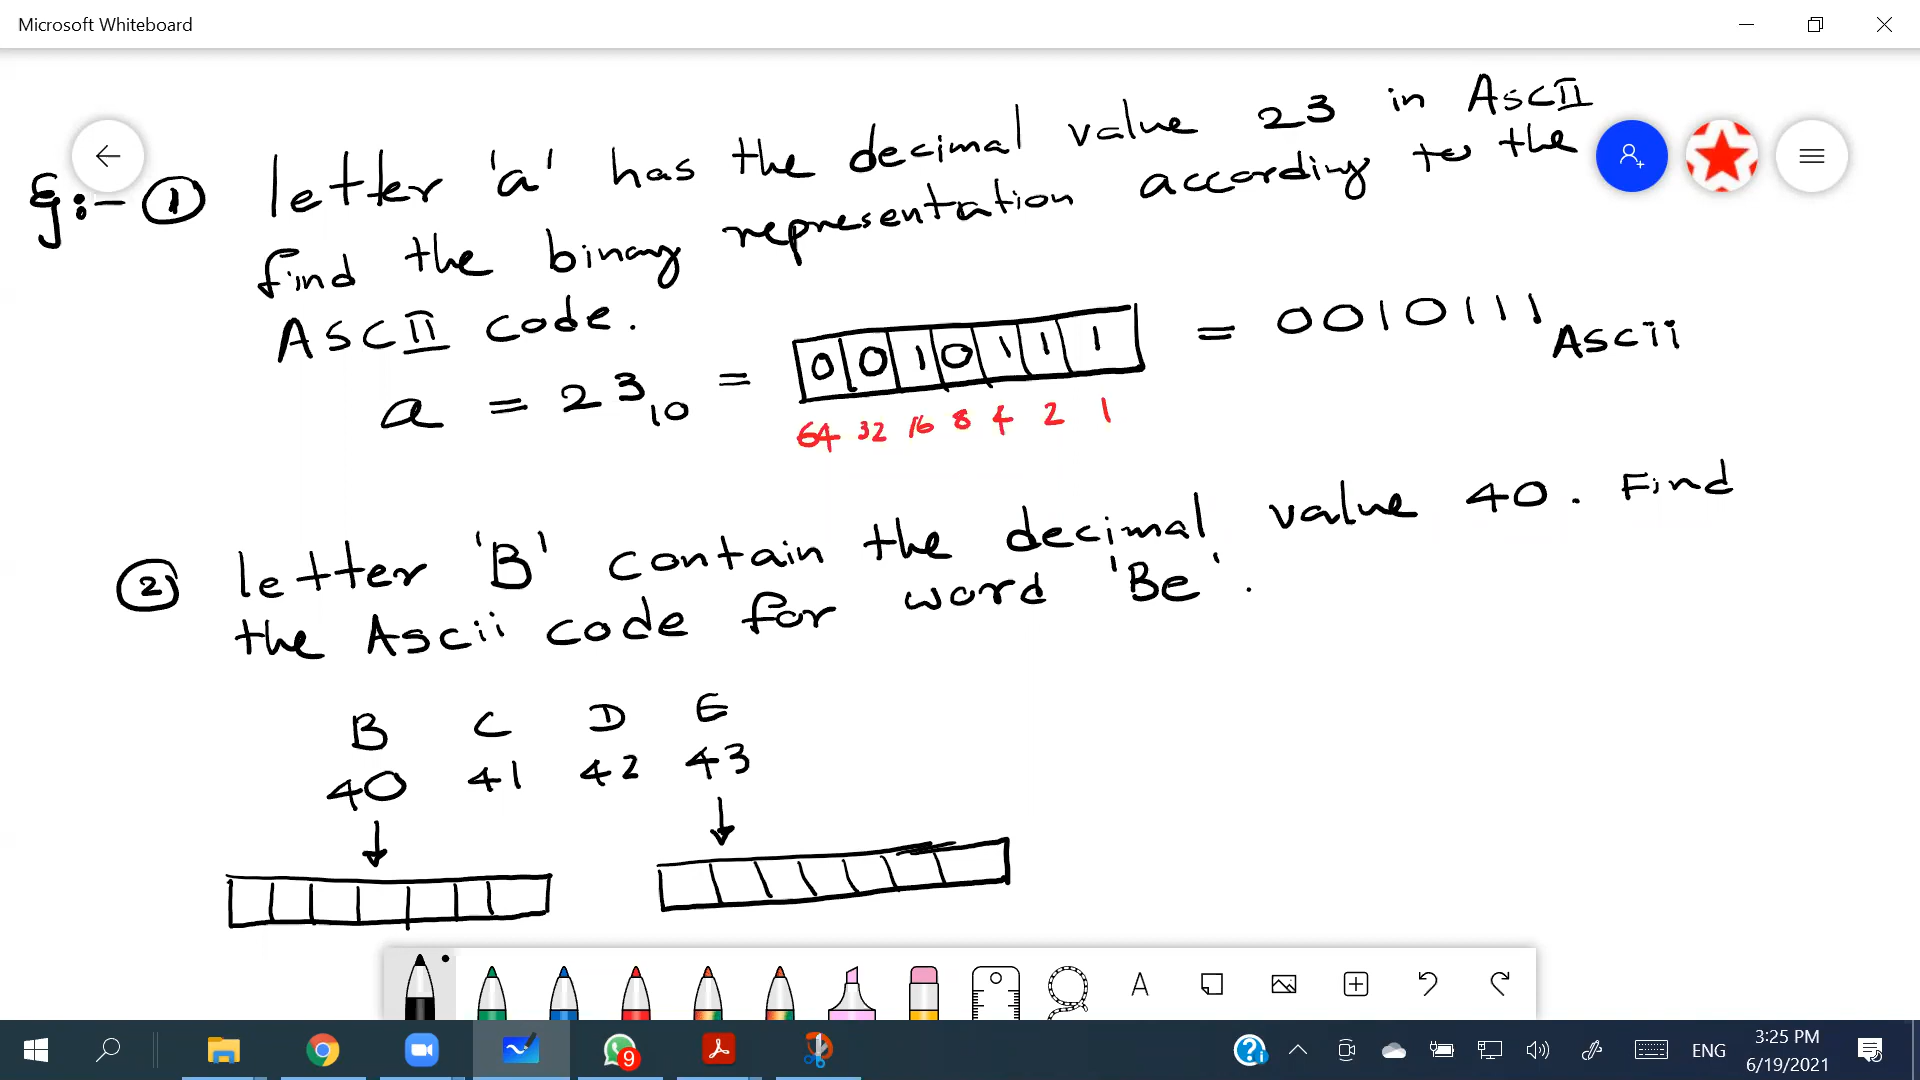 Microsoft Whiteboard
Eg:- ① letter 'a' has the decimal value 23 in ASCII
find the binary representation according to the
ASCII code.
a = 23₁₀ = 0 0 1 0 1 1 1 = 0010111 Ascii
64 32 16 8 4 2 1
② letter 'B' contain the decimal value 40. Find
the Ascii code for word 'Be'.
B C D E
40 41 42 43
A
9
ENG
3:25 PM
6/19/2021